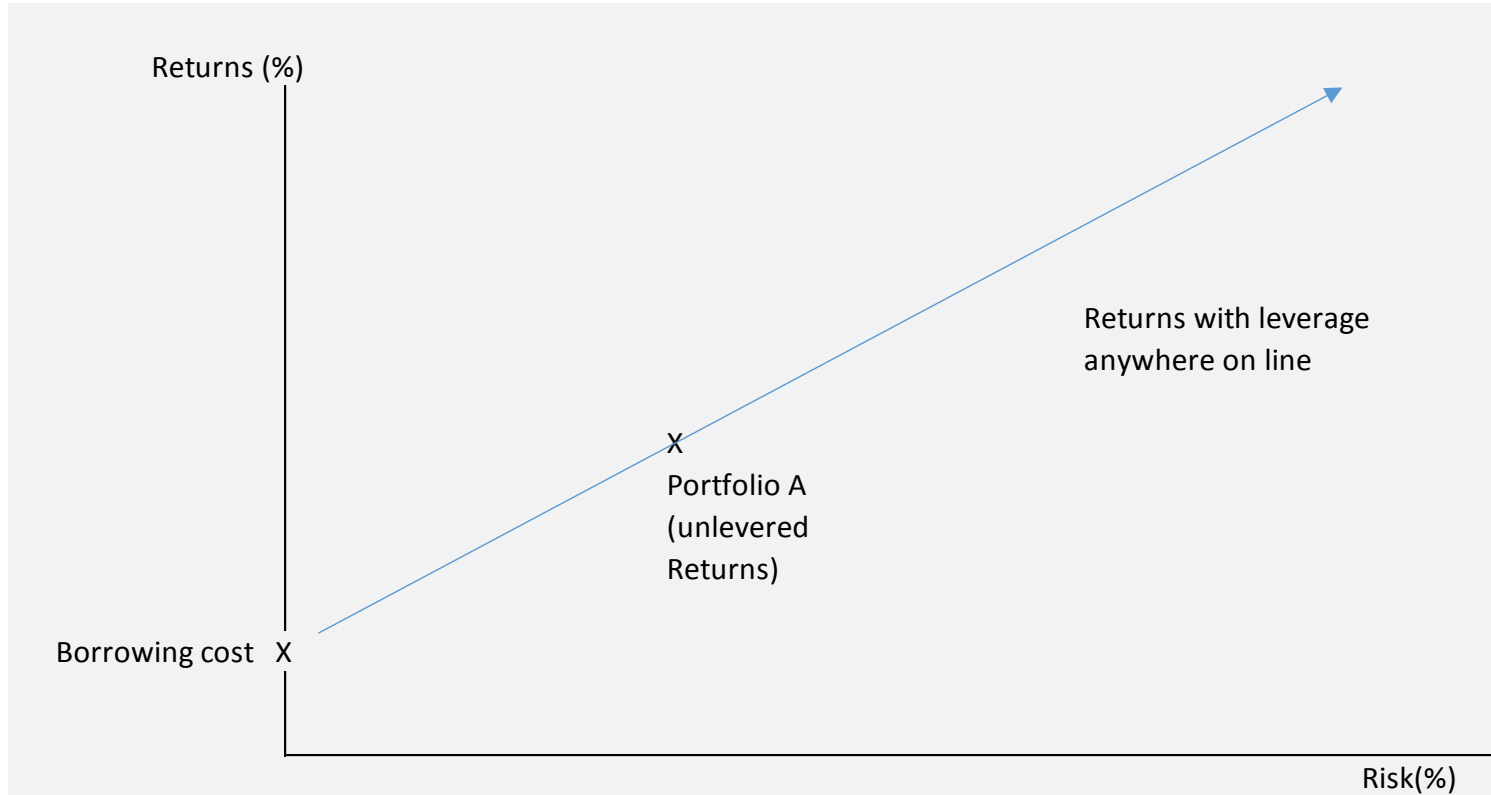 Returns (%)
Returns with leverage
anywhere on line
X
Portfolio A
(unlevered
Returns)
Borrowing cost X
Risk(%)